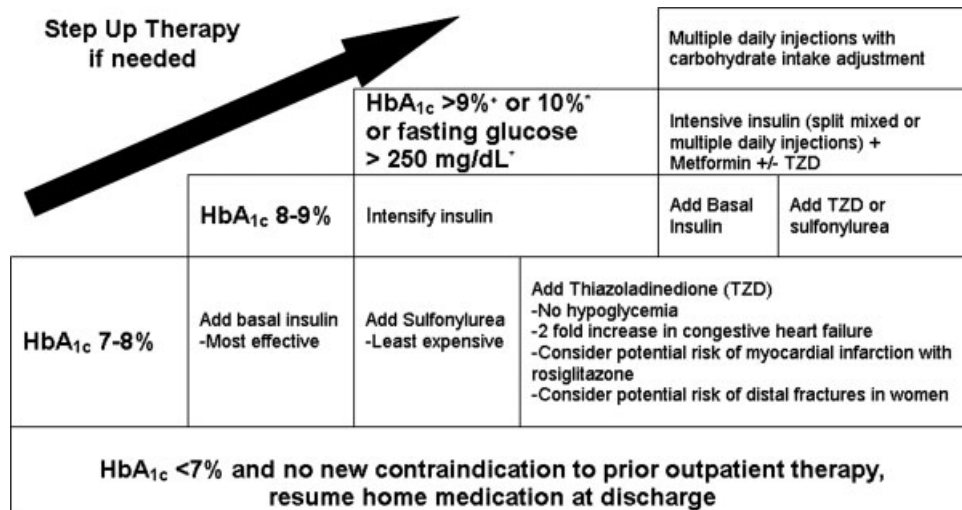 Step Up Therapy
if needed
Multiple daily injections with
carbohydrate intake adjustment
HbA1c >9%+ or 10%*
or fasting glucose
> 250 mg/dL+
Intensive insulin (split mixed or
multiple daily injections) +
Metformin +/- TZD
HbA1c 8-9%
Intensify insulin
Add Basal
Insulin
Add TZD or
sulfonylurea
HbA1c 7-8%
Add basal insulin
-Most effective
Add Sulfonylurea
-Least expensive
Add Thiazoladinedione (TZD)
-No hypoglycemia
-2 fold increase in congestive heart failure
-Consider potential risk of myocardial infarction with
rosiglitazone
-Consider potential risk of distal fractures in women
HbA1c <7% and no new contraindication to prior outpatient therapy,
resume home medication at discharge